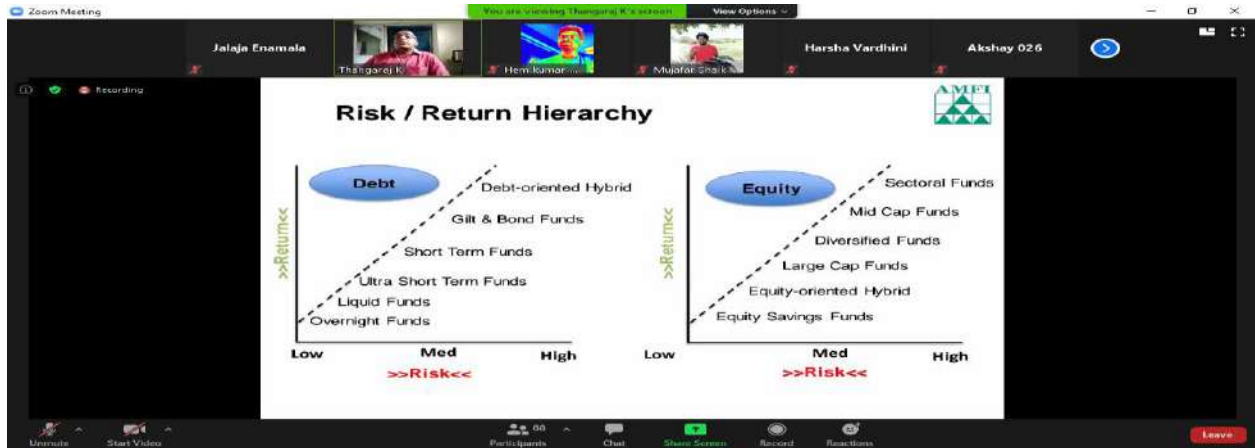 Zoom Meeting
You are viewing Thangaraj K's screen
View Options
Jalaja Enamala
Thangaraj K
Hemkumar
Mujafar Shaik
Harsha Vardhini
Akshay 026
Recording
Risk / Return Hierarchy
AMFI
Debt
>>Return<<
Debt-oriented Hybrid
Gilt & Bond Funds
Short Term Funds
Ultra Short Term Funds
Liquid Funds
Overnight Funds
Low Med High
>>Risk<<
Equity
>>Return<<
Sectoral Funds
Mid Cap Funds
Diversified Funds
Large Cap Funds
Equity-oriented Hybrid
Equity Savings Funds
Low Med High
>>Risk<<
Unmute
Start Video
Participants
Chat
Share Screen
Record
Reactions
Leave